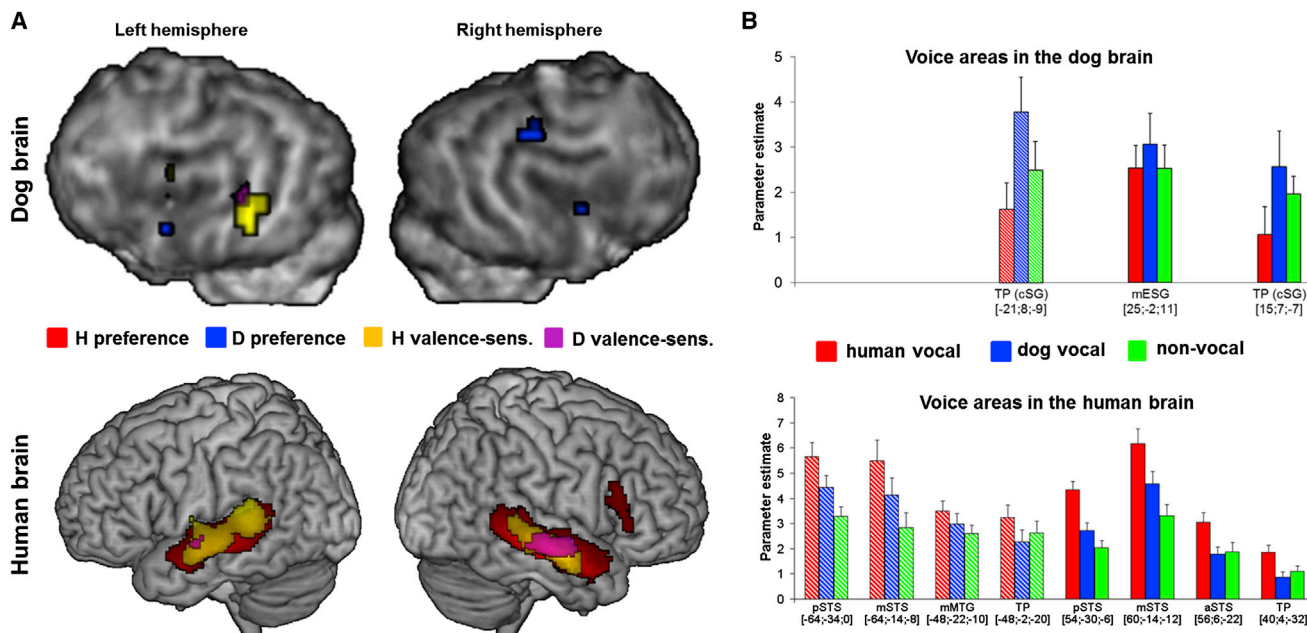 A
Left hemisphere
Right hemisphere
Dog brain
H preference
D preference
H valence-sens.
D valence-sens.
Human brain
B
Voice areas in the dog brain
Parameter estimate
5
4
3
2
1
0
TP (cSG)
[-21;8;-9]
mESG
[25;-2;11]
TP (cSG)
[15;7;-7]
human vocal
dog vocal
non-vocal
Voice areas in the human brain
Parameter estimate
8
7
6
5
4
3
2
1
0
pSTS
[-64;-34;0]
mSTS
[-64;-14;-8]
mMTG
[-48;-22;-10]
TP
[-48;-2;-20]
pSTS
[54;-30;-6]
mSTS
[60;-14;-12]
aSTS
[56;6;-22]
TP
[40;4;-32]